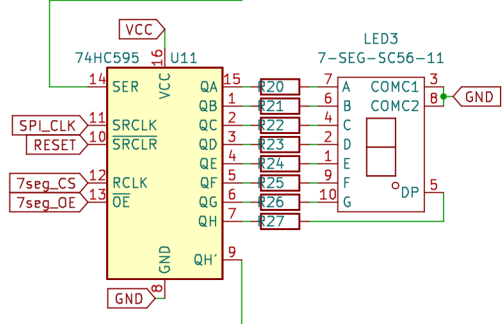 VCC
LED3
74HC595 U11
7-SEG-SC56-11
16
VCC
14 SER QA 15 R20 7 A COMC1 3 GND
QB 1 R21 6 B COMC2 8
SPI_CLK 11 SRCLK QC 2 R22 4 C
RESET 10 SRCLR QD 3 R23 2 D
QE 4 R24 1 E
7seg_CS 12 RCLK QF 5 R25 9 F
7seg_OE 13 OE QG 6 R26 10 G DP 5
QH 7 R27
GND QH' 9
8
GND